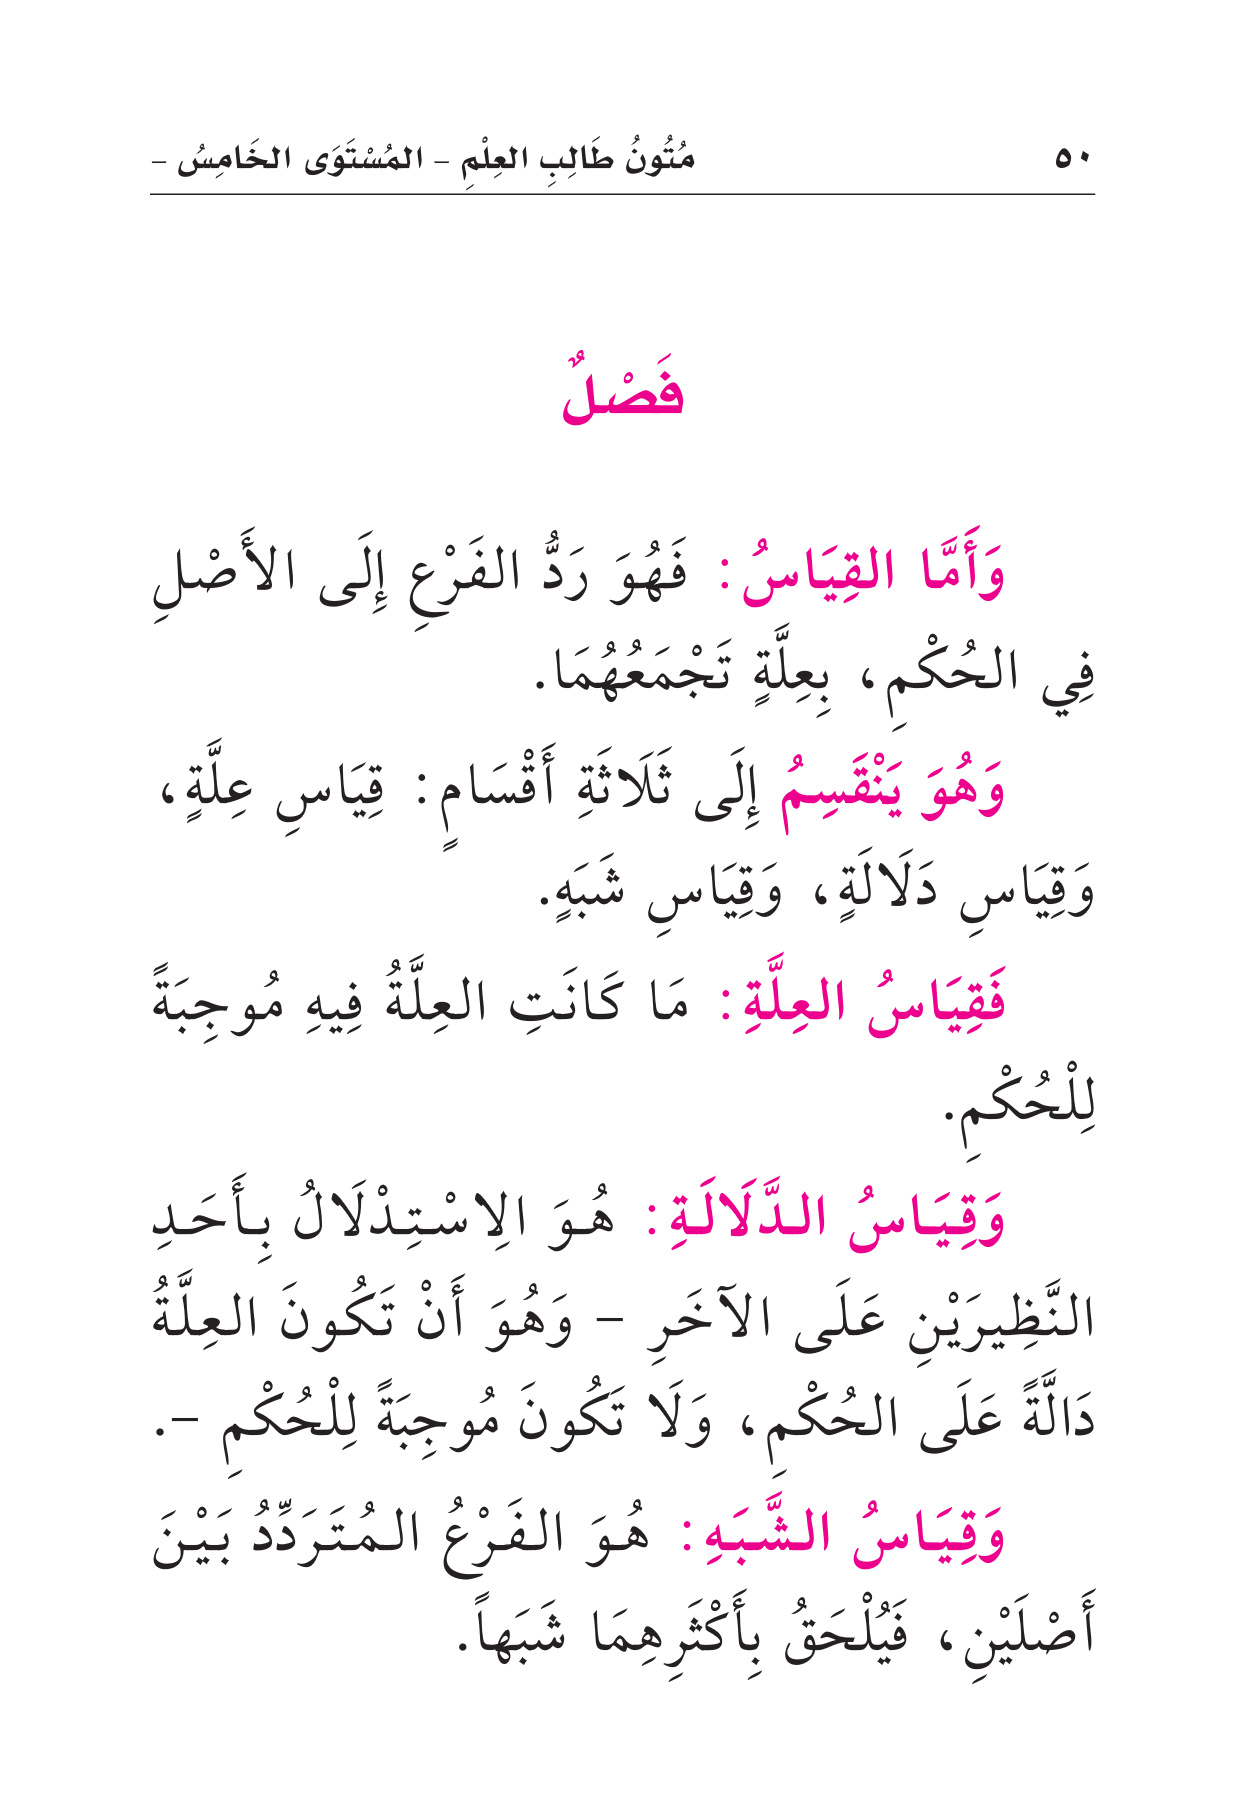 ٥٠ مُتُونُ طَالِبِ العِلْمِ – المُسْتَوَى الخَامِسُ –
فَصْلٌ
وَأَمَّا القِيَاسُ: فَهُوَ رَدُّ الفَرْعِ إِلَى الأَصْلِ
فِي الحُكْمِ، بِعِلَّةٍ تَجْمَعُهُمَا.
وَهُوَ يَنْقَسِمُ إِلَى ثَلَاثَةِ أَقْسَامٍ: قِيَاسِ عِلَّةٍ،
وَقِيَاسِ دَلَالَةٍ، وَقِيَاسِ شَبَهٍ.
فَقِيَاسُ العِلَّةِ: مَا كَانَتِ العِلَّةُ فِيهِ مُوجِبَةً
لِلْحُكْمِ.
وَقِيَاسُ الدَّلَالَةِ: هُوَ الِاسْتِدْلَالُ بِأَحَدِ
النَّظِيرَيْنِ عَلَى الآخَرِ – وَهُوَ أَنْ تَكُونَ العِلَّةُ
دَالَّةً عَلَى الحُكْمِ، وَلَا تَكُونَ مُوجِبَةً لِلْحُكْمِ –.
وَقِيَاسُ الشَّبَهِ: هُوَ الفَرْعُ المُتَرَدِّدُ بَيْنَ
أَصْلَيْنِ، فَيُلْحَقُ بِأَكْثَرِهِمَا شَبَهاً.